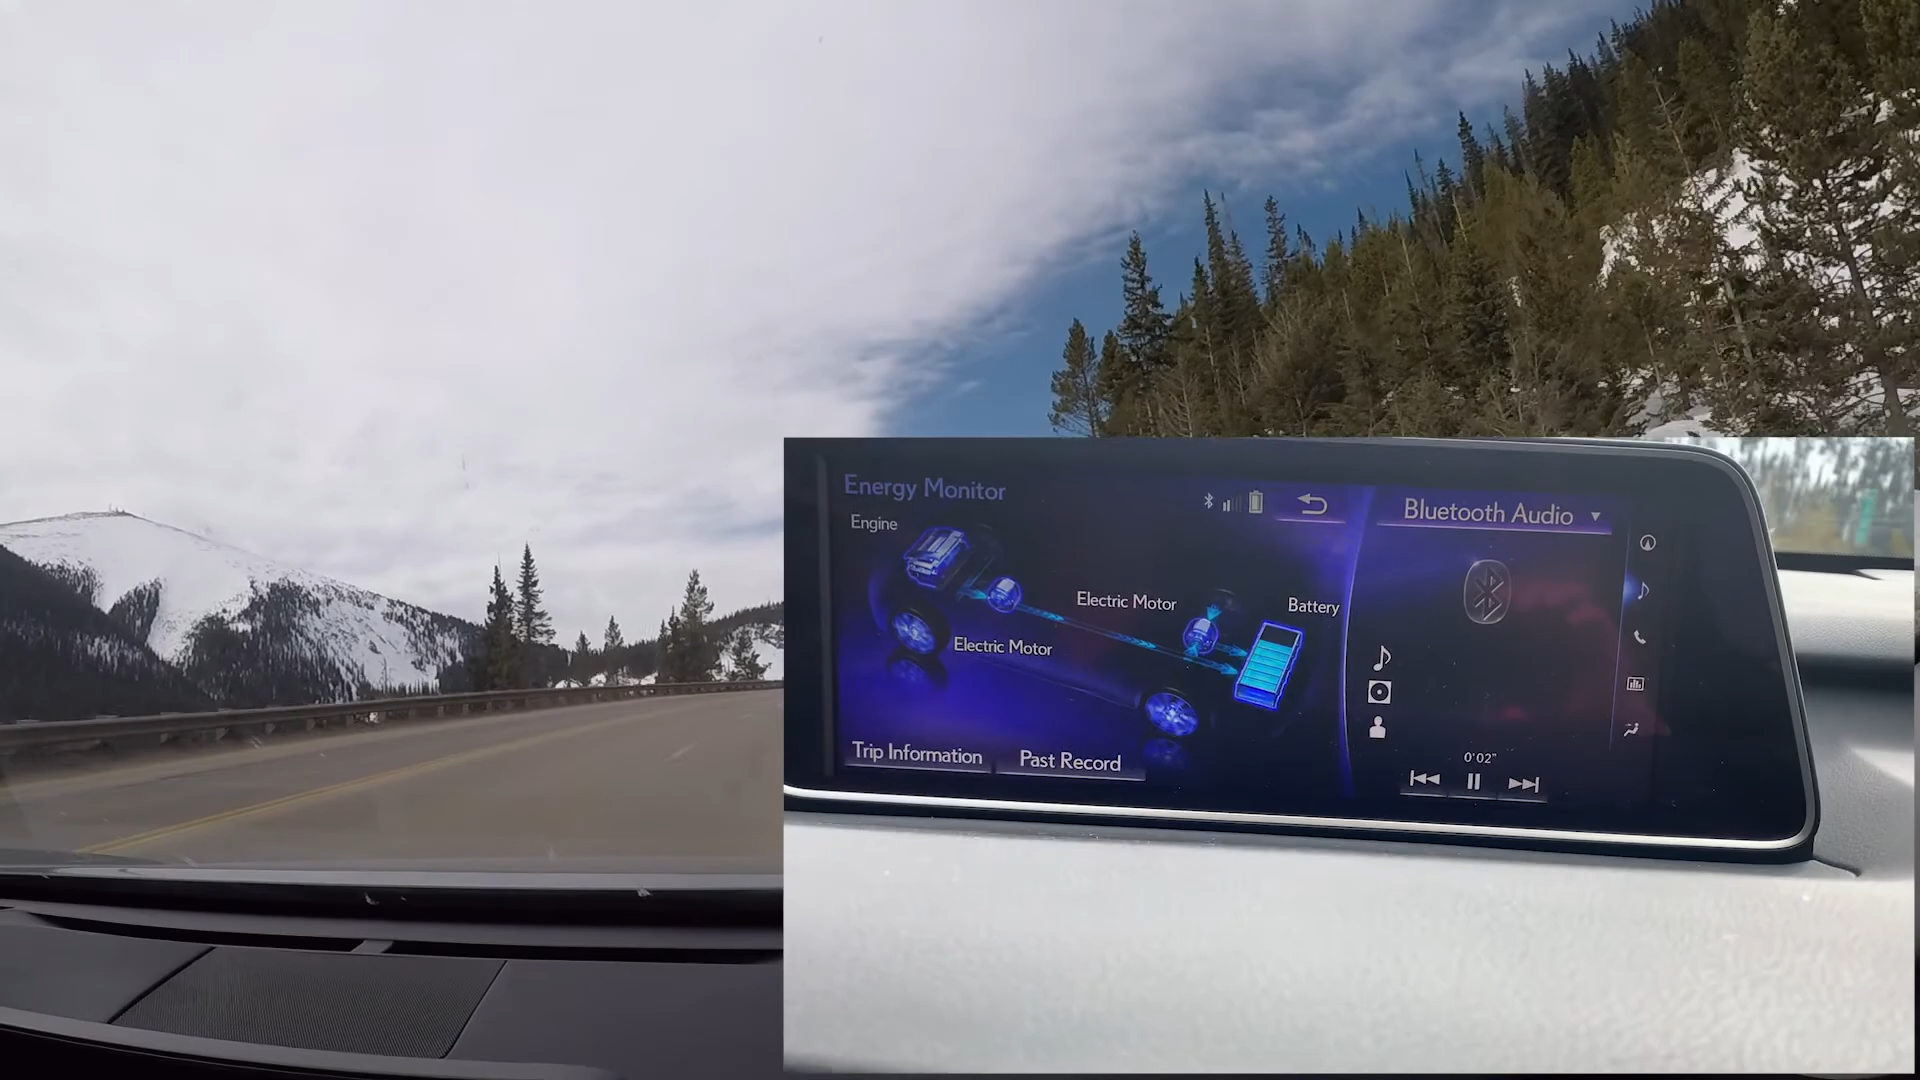 Energy Monitor
Bluetooth Audio
Engine
Electric Motor
Battery
Electric Motor
Trip Information
Past Record
0'02"